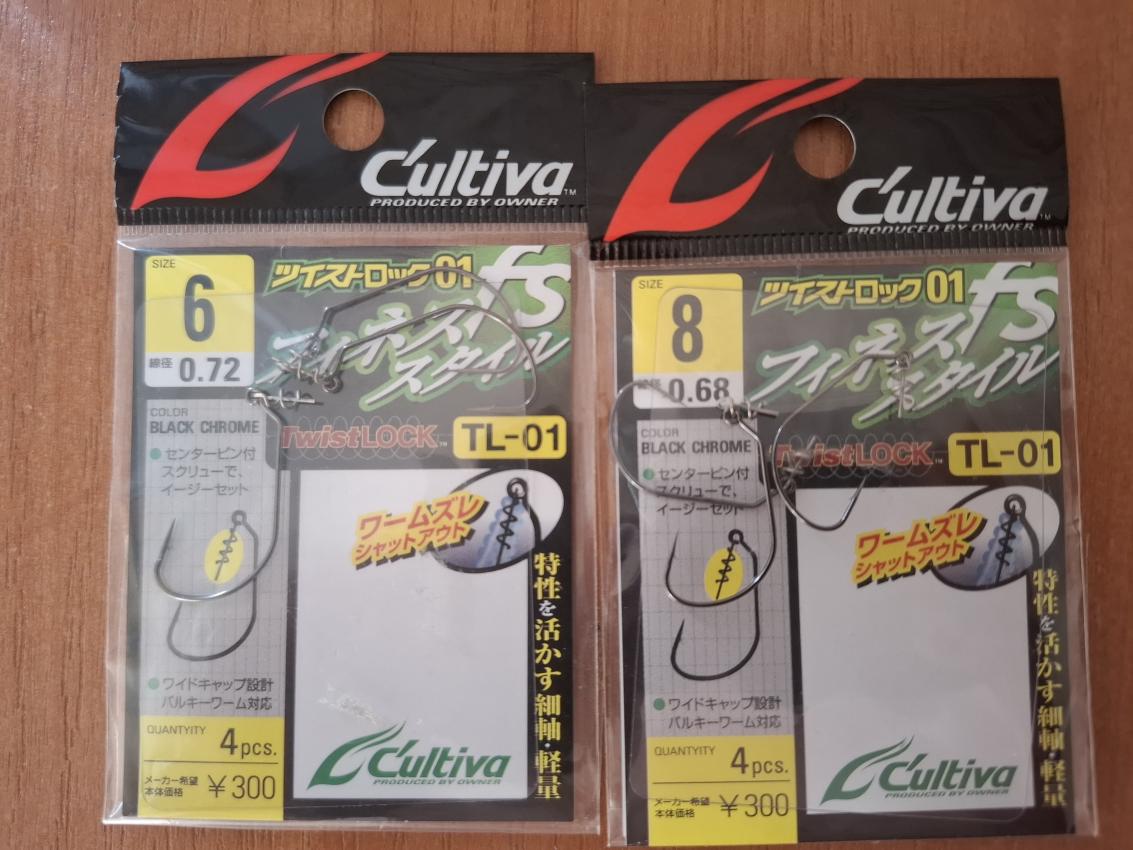 C'ultiva™
PRODUCED BY OWNER
SIZE
6
線径
0.72
ツイストロック01 fs
フィネス
スタイル
COLOR
BLACK CHROME
TwistLOCK™
TL-01
●センターピン付
スクリューで、
イージーセット
ワームズレ
シャットアウト
特性を活かす細軸・軽量
●ワイドギャップ設計
バルキーワーム対応
QUANTYITY
4pcs.
メーカー希望
本体価格
¥300
C'ultiva
PRODUCED BY OWNER
C'ultiva™
PRODUCED BY OWNER
SIZE
8
0.68
ツイストロック01 fs
フィネス
スタイル
COLOR
BLACK CHROME
TwistLOCK™
TL-01
●センターピン付
スクリューで、
イージーセット
ワームズレ
シャットアウト
特性を活かす細軸・軽量
●ワイドギャップ設計
バルキーワーム対応
QUANTYITY
4pcs.
メーカー希望
本体価格
¥300
C'ultiva
PRODUCED BY OWNER